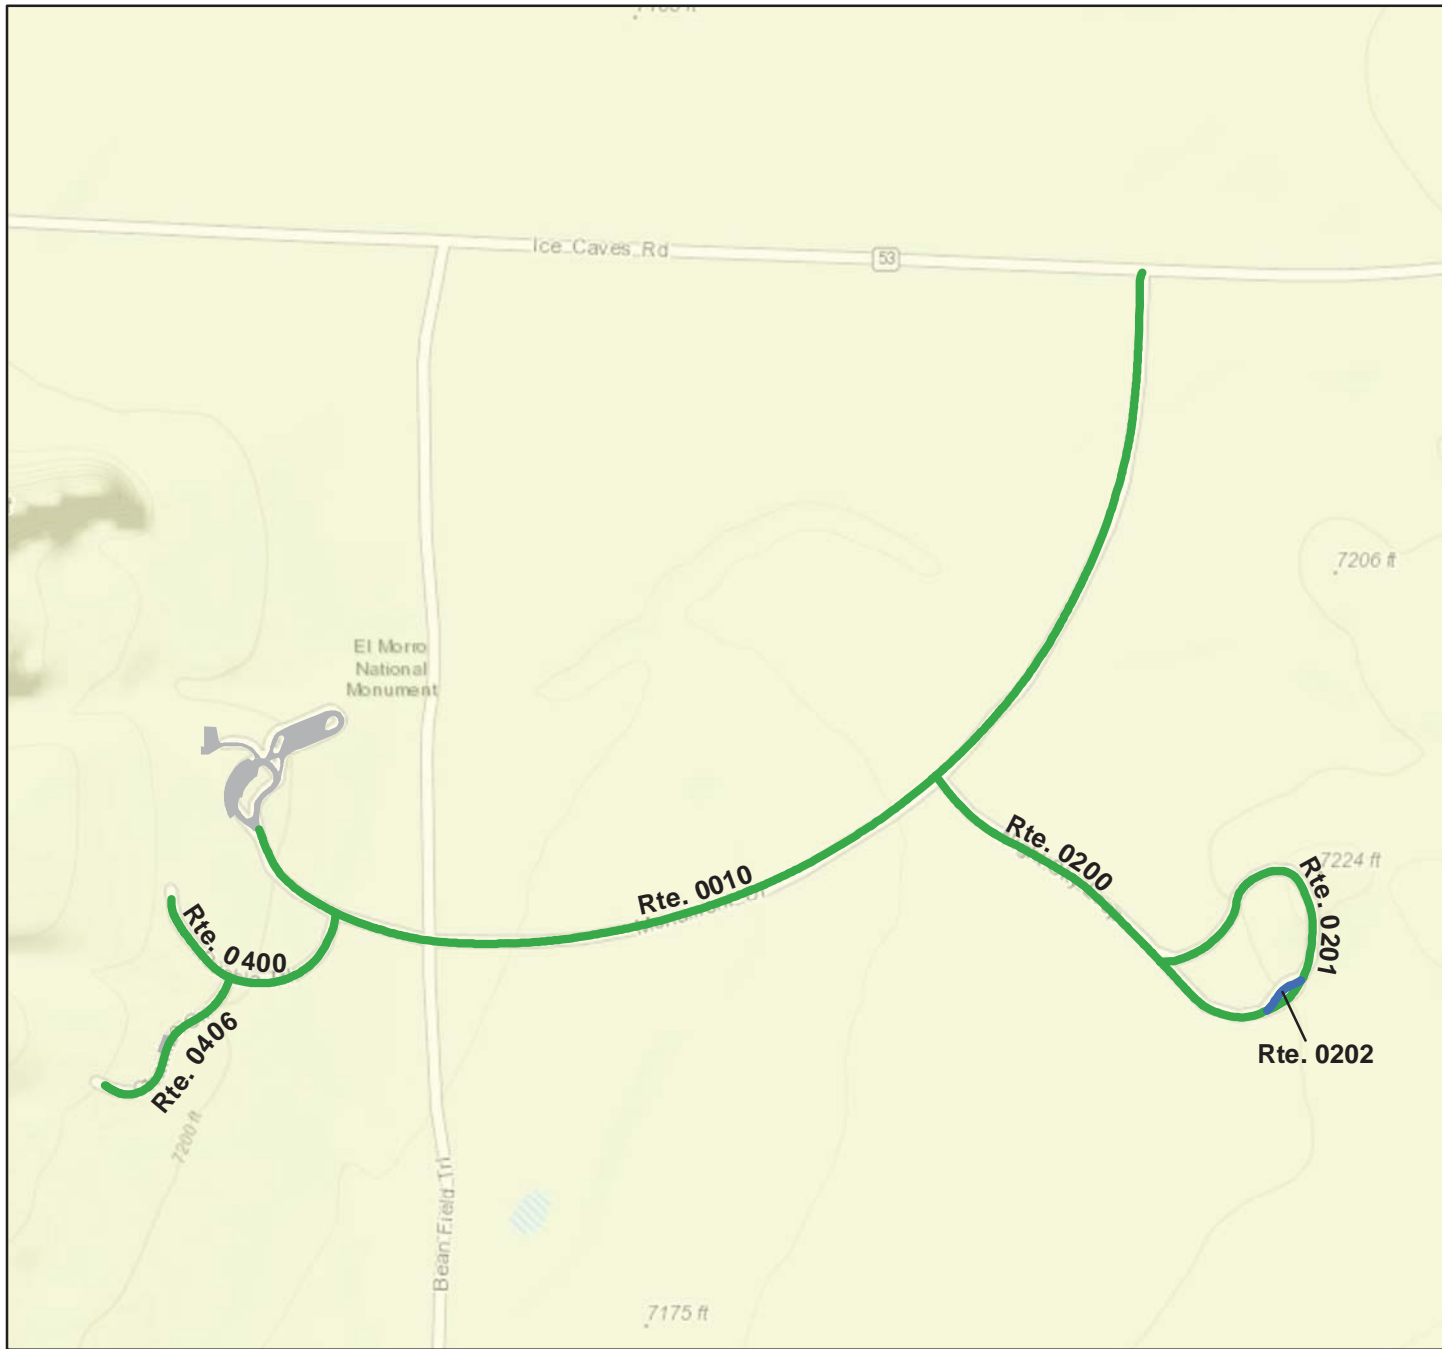 Ice Caves Rd
53
7206 ft
El Morro
National
Monument
Rte. 0200
7224 ft
Rte. 0010
Rte. 0201
Rte. 0400
Rte. 0406
Rte. 0202
7200 ft
Bean Field Trl
7175 ft